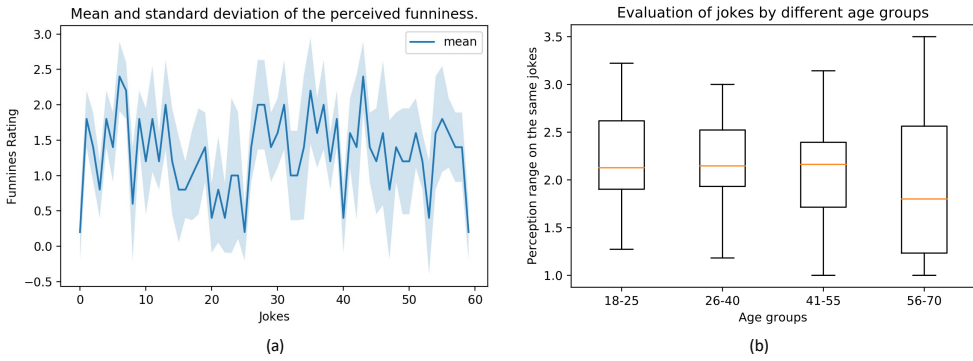 Mean and standard deviation of the perceived funniness.
3.0
2.5
2.0
1.5
1.0
0.5
0.0
−0.5
Funnines Rating
mean
0 10 20 30 40 50 60
Jokes
(a)
Evaluation of jokes by different age groups
3.5
3.0
2.5
2.0
1.5
1.0
Perception range on the same jokes
18-25 26-40 41-55 56-70
Age groups
(b)